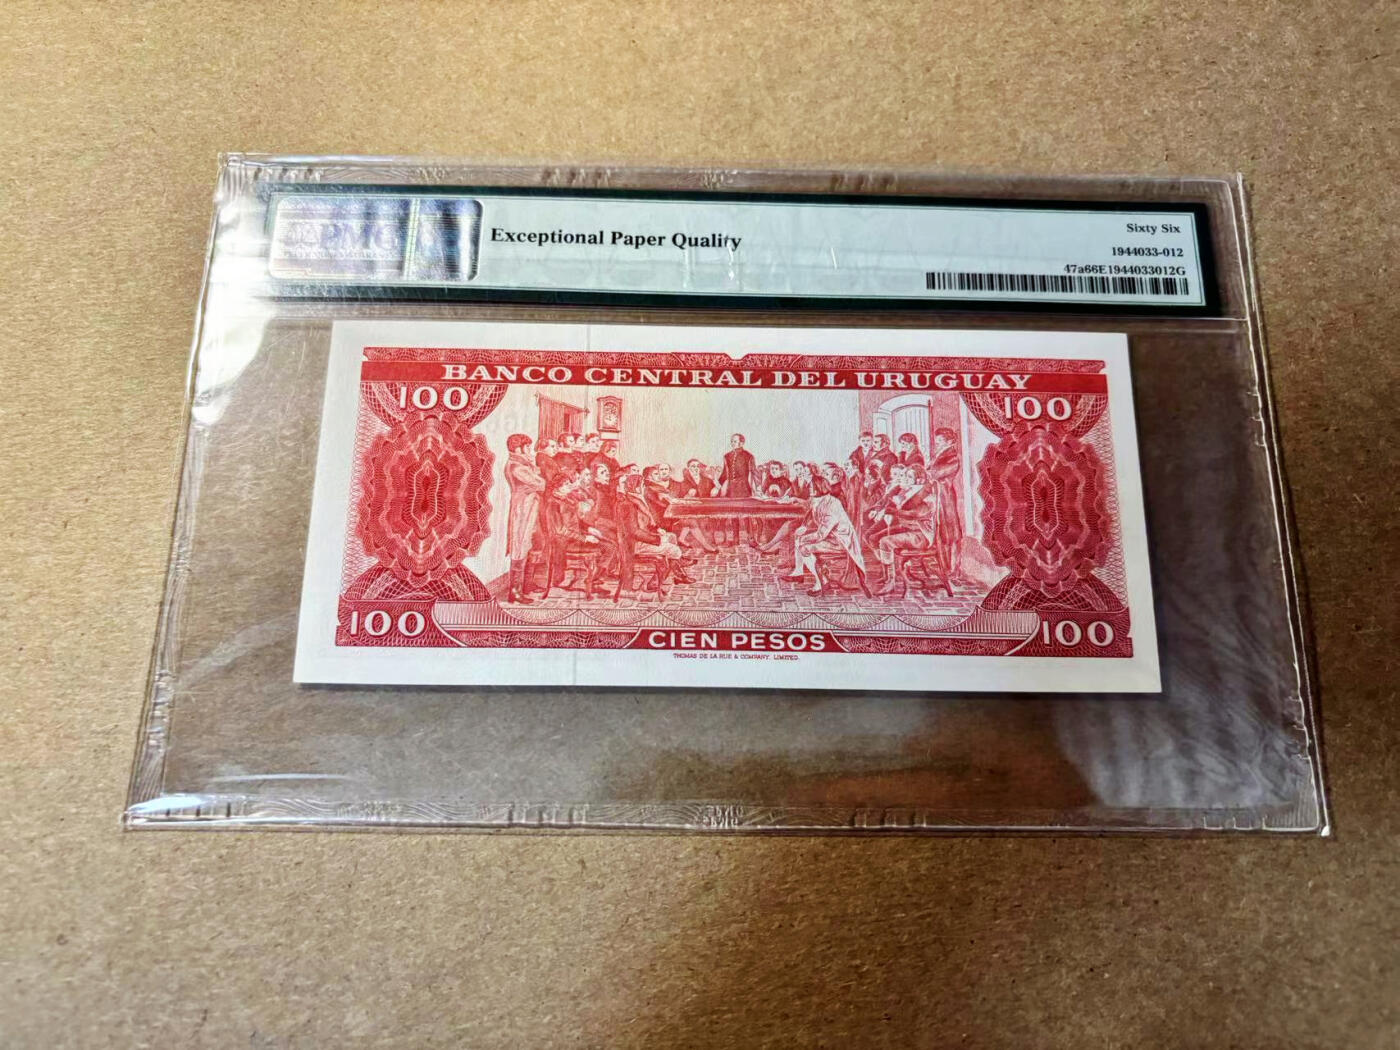 PMG
Exceptional Paper Quality
Sixty Six
1944033-012
47a66E1944033012G
BANCO CENTRAL DEL URUGUAY
100
100
100
100
CIEN PESOS
THOMAS DE LA RUE & COMPANY, LIMITED.